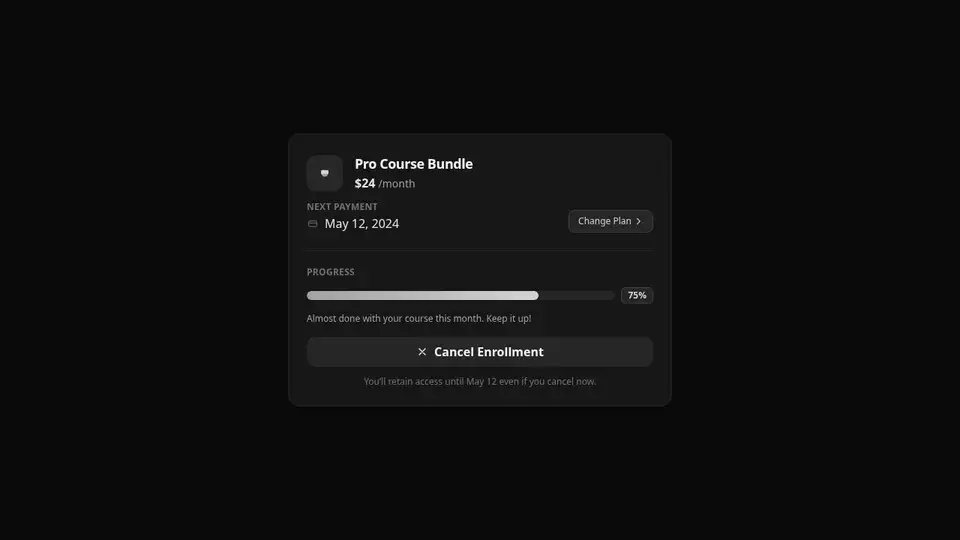 Pro Course Bundle
$24 /month
NEXT PAYMENT
May 12, 2024
Change Plan
PROGRESS
75%
Almost done with your course this month. Keep it up!
Cancel Enrollment
You'll retain access until May 12 even if you cancel now.